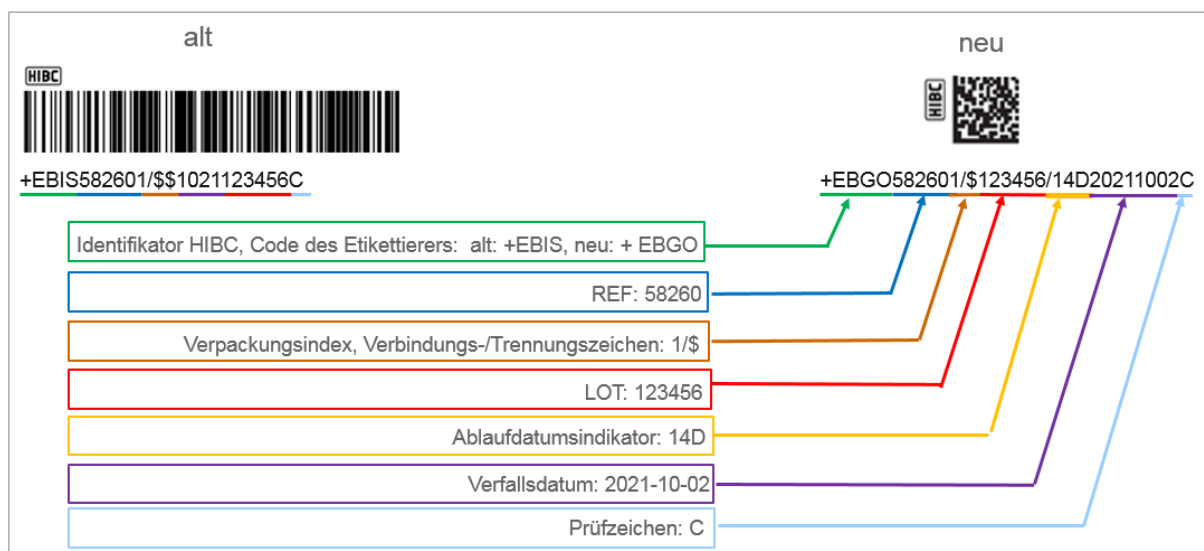 alt
neu
HIBC
HIBC
+EBIS582601/$$1021123456C
+EBGO582601/$123456/14D20211002C
Identifikator HIBC, Code des Etikettierers: alt: +EBIS, neu: + EBGO
REF: 58260
Verpackungsindex, Verbindungs-/Trennungszeichen: 1/$
LOT: 123456
Ablaufdatumsindikator: 14D
Verfallsdatum: 2021-10-02
Prüfzeichen: C